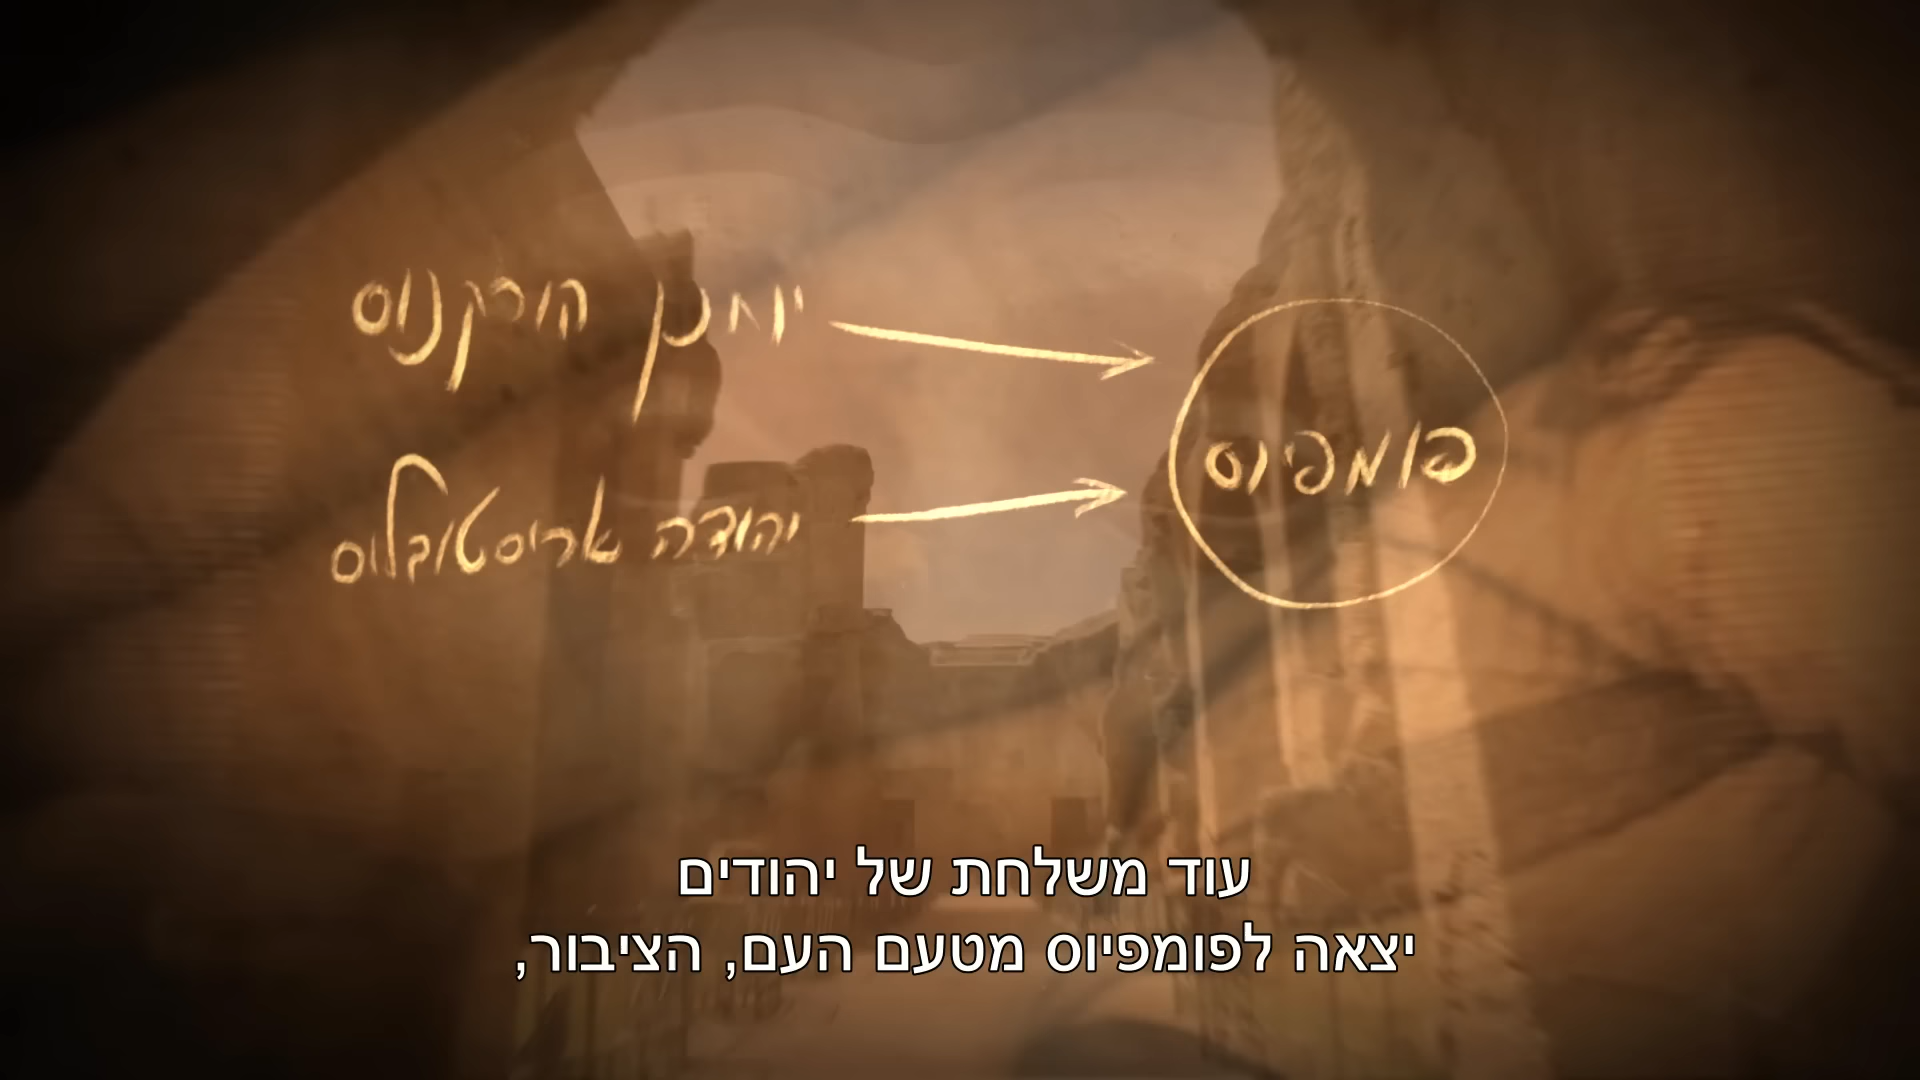 יוחנן הורקנוס
פומפיוס
יהודה אריסטובלוס
עוד משלחת של יהודים
יצאה לפומפיוס מטעם העם, הציבור,